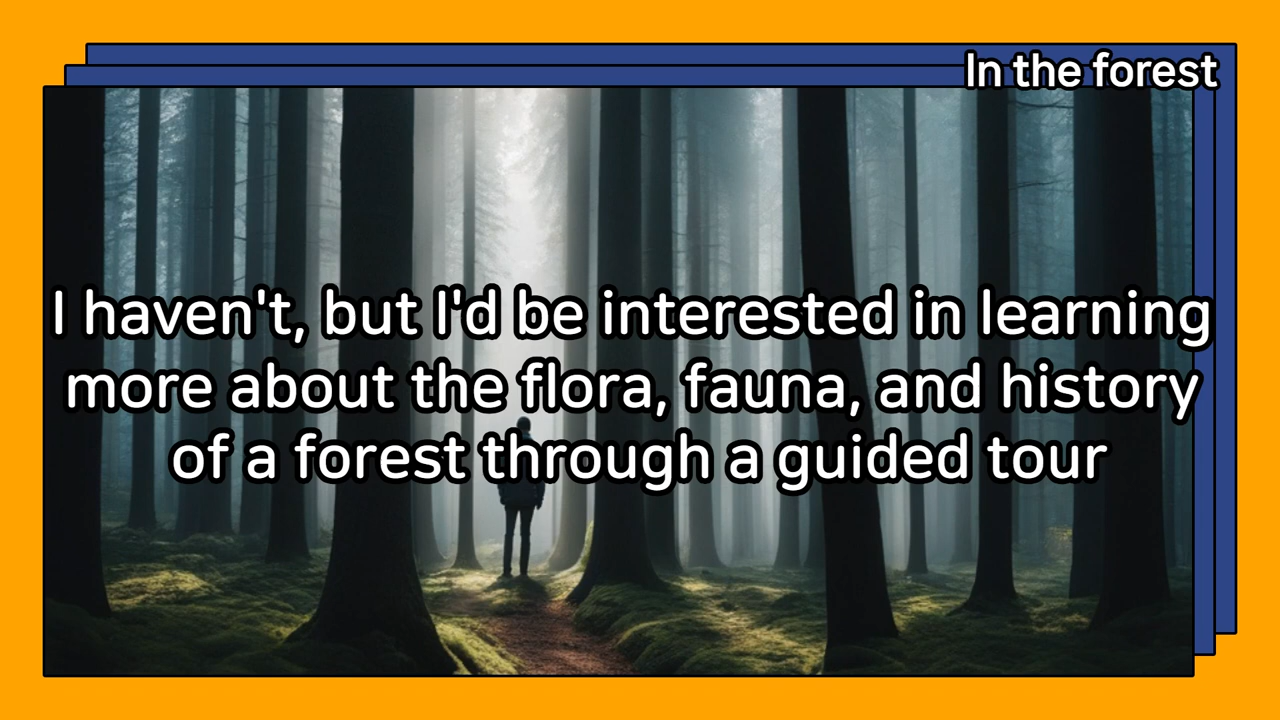 In the forest
I haven't, but I'd be interested in learning
more about the flora, fauna, and history
of a forest through a guided tour